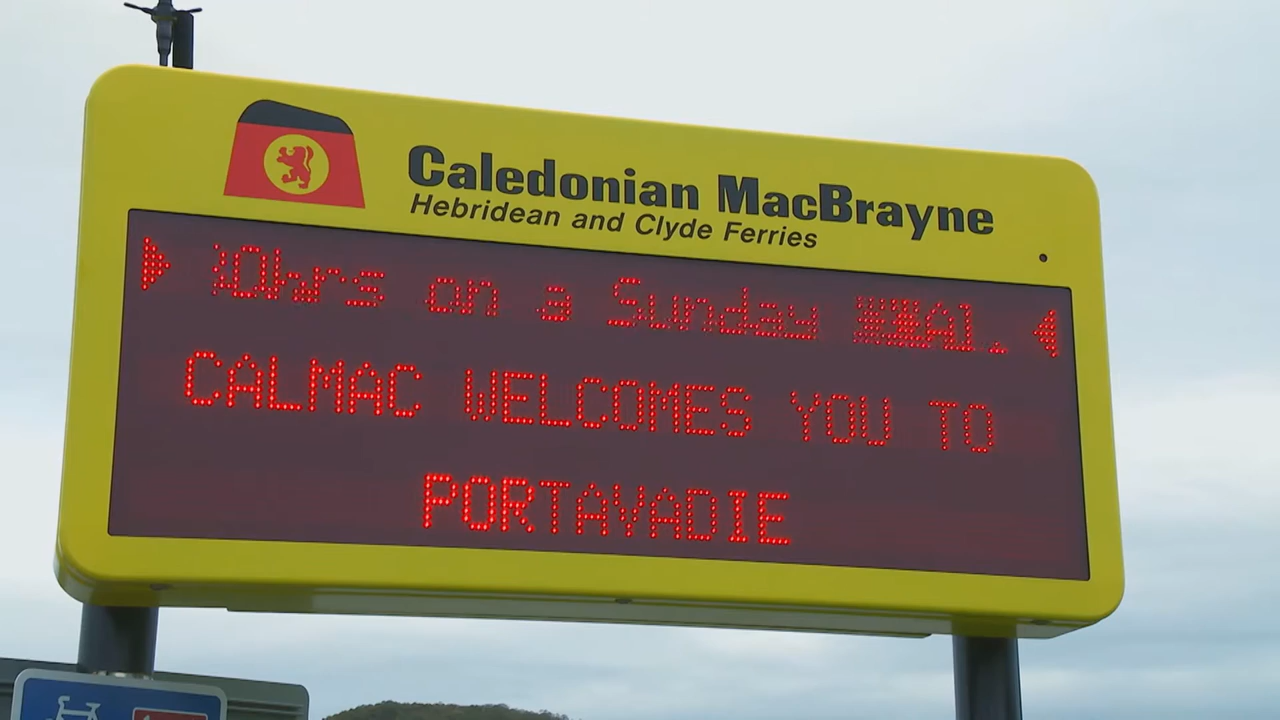 Caledonian MacBrayne
Hebridean and Clyde Ferries
0hrs on a Sunday
CALMAC WELCOMES YOU TO
PORTAVADIE